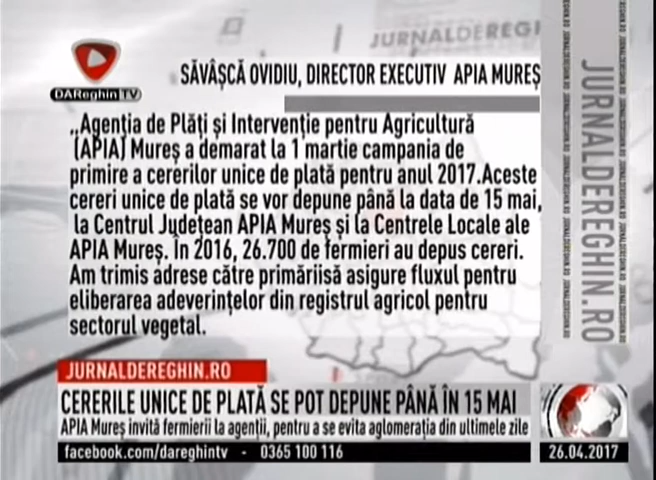 JURNALDEREGHIN
DAReghinTV
SĂVÂȘCĂ OVIDIU, DIRECTOR EXECUTIV APIA MUREȘ
„Agenția de Plăți și Intervenție pentru Agricultură
(APIA) Mureș a demarat la 1 martie campania de
primire a cererilor unice de plată pentru anul 2017.Aceste
cereri unice de plată se vor depune până la data de 15 mai,
la Centrul Județean APIA Mureș și la Centrele Locale ale
APIA Mureș. În 2016, 26.700 de fermieri au depus cereri.
Am trimis adrese către primăriisă asigure fluxul pentru
eliberarea adeverințelor din registrul agricol pentru
sectorul vegetal.
JURNALDEREGHIN.RO
JURNALDEREGHIN.RO
CERERILE UNICE DE PLATĂ SE POT DEPUNE PÂNĂ ÎN 15 MAI
APIA Mureș invită fermierii la agenții, pentru a se evita aglomerația din ultimele zile
facebook.com/dareghintv - 0365 100 116
26.04.2017